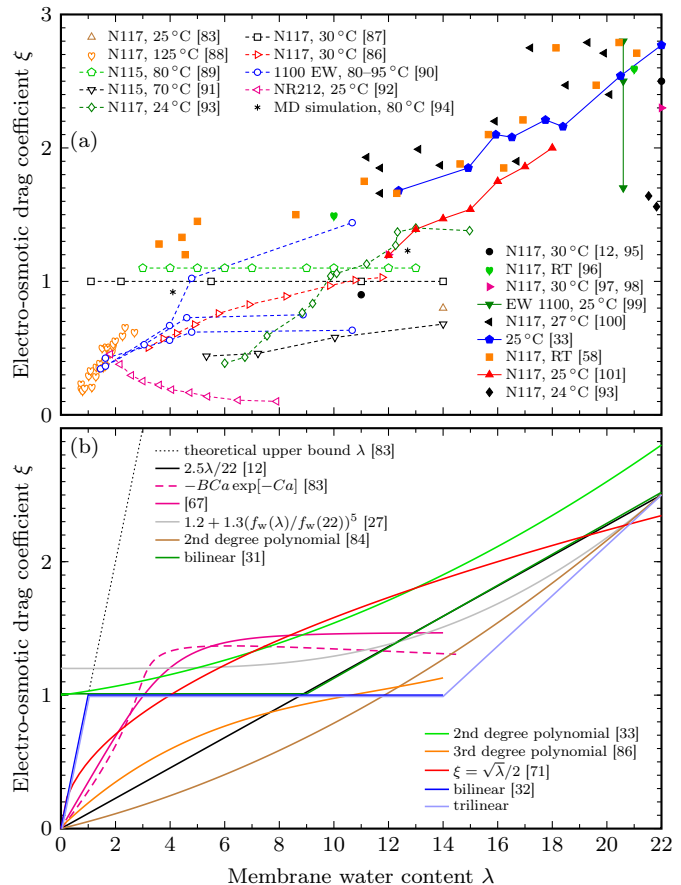 N117, 25 °C [83]
N117, 125 °C [88]
N115, 80 °C [89]
N115, 70 °C [91]
N117, 24 °C [93]
N117, 30 °C [87]
N117, 30 °C [86]
1100 EW, 80–95 °C [90]
NR212, 25 °C [92]
MD simulation, 80 °C [94]
(a)
Electro-osmotic drag coefficient ξ
3
2
1
0
N117, 30 °C [12, 95]
N117, RT [96]
N117, 30 °C [97, 98]
EW 1100, 25 °C [99]
N117, 27 °C [100]
25 °C [33]
N117, RT [58]
N117, 25 °C [101]
N117, 24 °C [93]
(b)
theoretical upper bound λ [83]
2.5λ/22 [12]
−BCa exp[−Ca] [83]
[67]
1.2 + 1.3(f_w(λ)/f_w(22))^5 [27]
2nd degree polynomial [84]
bilinear [31]
Electro-osmotic drag coefficient ξ
2
1
0
2nd degree polynomial [33]
3rd degree polynomial [86]
ξ = √λ/2 [71]
bilinear [32]
trilinear
0 2 4 6 8 10 12 14 16 18 20 22
Membrane water content λ